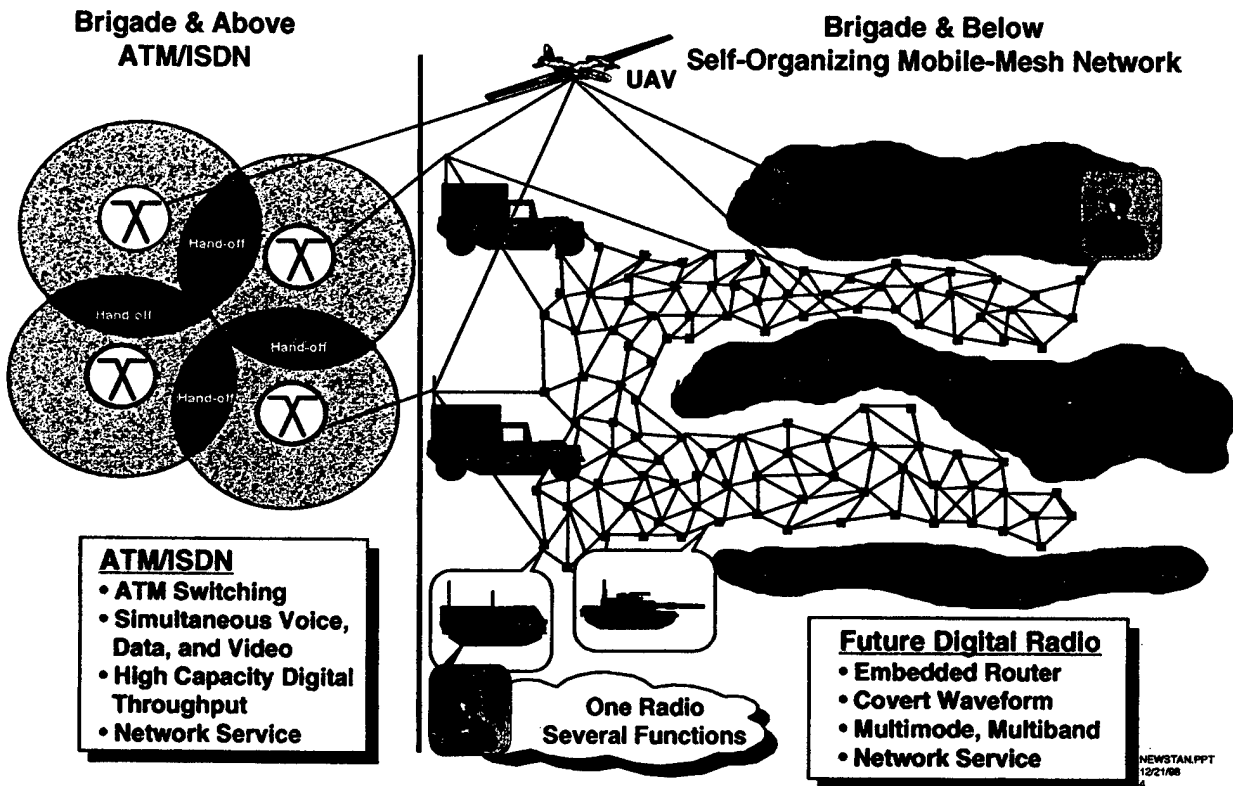 Brigade & Above
ATM/ISDN
Brigade & Below
Self-Organizing Mobile-Mesh Network
UAV
Hand-off
Hand off
Hand-off
Hand-off
ATM/ISDN
• ATM Switching
• Simultaneous Voice,
Data, and Video
• High Capacity Digital
Throughput
• Network Service
One Radio
Several Functions
Future Digital Radio
• Embedded Router
• Covert Waveform
• Multimode, Multiband
• Network Service
NEWSTAN.PPT
12/21/98